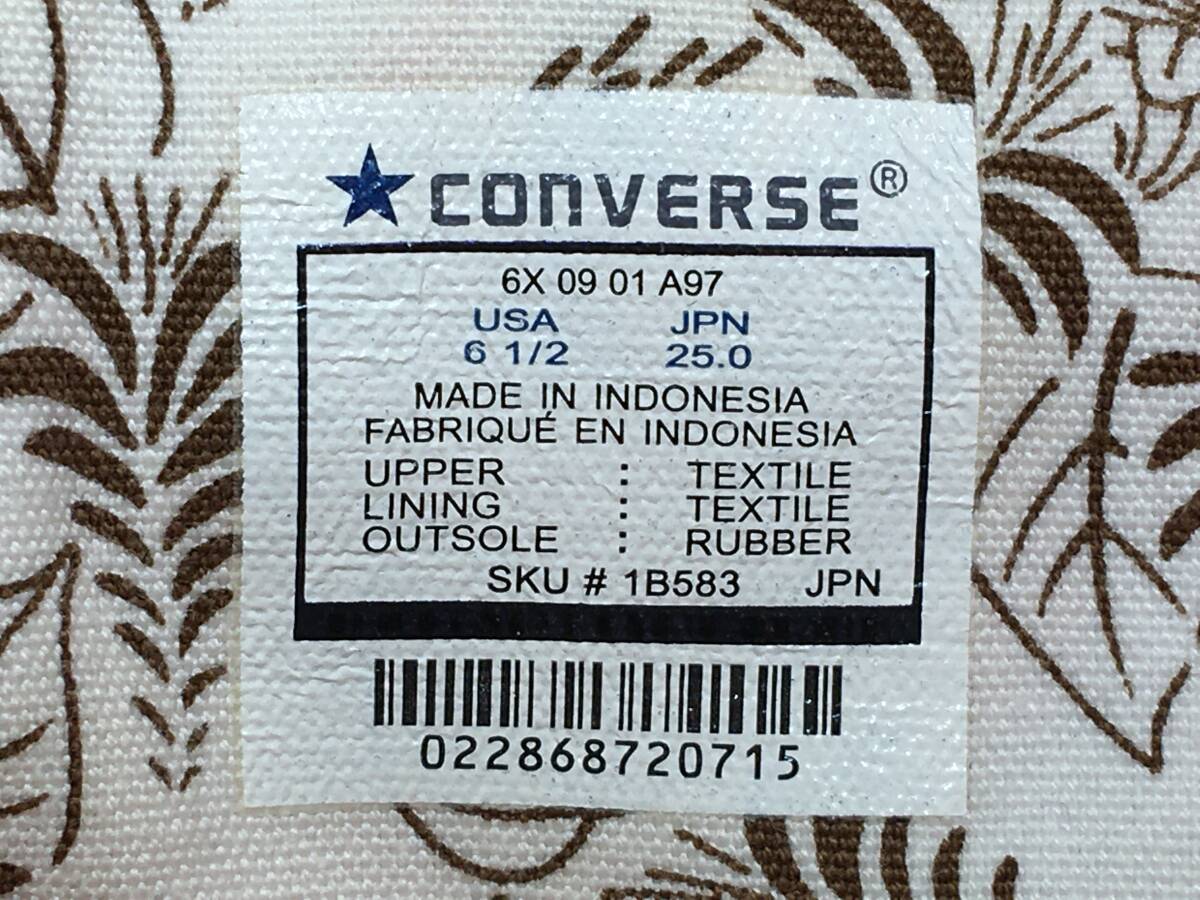 ★CONVERSE®
6X 09 01 A97
USA JPN
6 1/2 25.0
MADE IN INDONESIA
FABRIQUÉ EN INDONESIA
UPPER : TEXTILE
LINING : TEXTILE
OUTSOLE : RUBBER
SKU # 1B583 JPN
022868720715